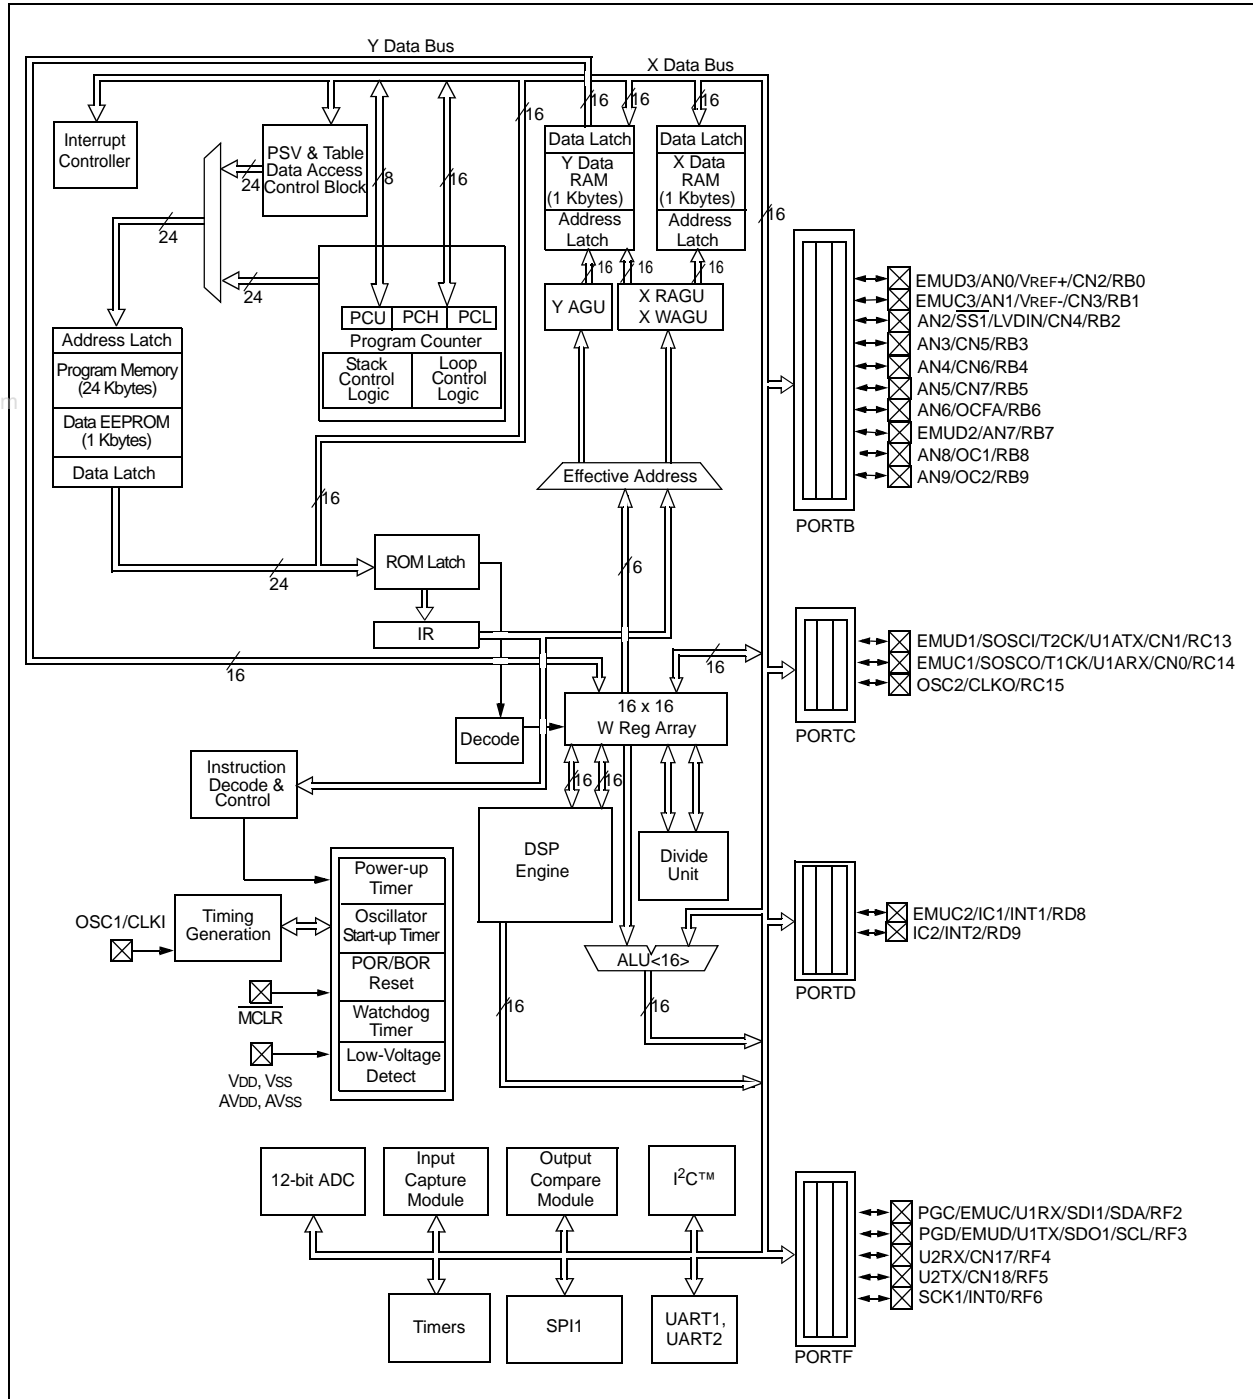 Y Data Bus
X Data Bus
16
16
16
16
Interrupt
Controller
PSV & Table
Data Access
Control Block
24
8
16
Data Latch
Y Data
RAM
(1 Kbytes)
Address
Latch
Data Latch
X Data
RAM
(1 Kbytes)
Address
Latch
16
24
24
16
16
16
Y AGU
X RAGU
X WAGU
PCU
PCH
PCL
Program Counter
Stack
Control
Logic
Loop
Control
Logic
Address Latch
Program Memory
(24 Kbytes)
Data EEPROM
(1 Kbytes)
Data Latch
m
EMUD3/AN0/VREF+/CN2/RB0
EMUC3/AN1/VREF-/CN3/RB1
AN2/SS1/LVDIN/CN4/RB2
AN3/CN5/RB3
AN4/CN6/RB4
AN5/CN7/RB5
AN6/OCFA/RB6
EMUD2/AN7/RB7
AN8/OC1/RB8
AN9/OC2/RB9
PORTB
Effective Address
16
24
ROM Latch
6
IR
16
16
EMUD1/SOSCI/T2CK/U1ATX/CN1/RC13
EMUC1/SOSCO/T1CK/U1ARX/CN0/RC14
OSC2/CLKO/RC15
PORTC
16 x 16
W Reg Array
Decode
Instruction
Decode &
Control
16
16
DSP
Engine
Divide
Unit
Power-up
Timer
Oscillator
Start-up Timer
POR/BOR
Reset
Watchdog
Timer
Low-Voltage
Detect
OSC1/CLKI
Timing
Generation
MCLR
VDD, VSS
AVDD, AVSS
EMUC2/IC1/INT1/RD8
IC2/INT2/RD9
PORTD
ALU<16>
16
16
12-bit ADC
Input
Capture
Module
Output
Compare
Module
I2C™
Timers
SPI1
UART1,
UART2
PGC/EMUC/U1RX/SDI1/SDA/RF2
PGD/EMUD/U1TX/SDO1/SCL/RF3
U2RX/CN17/RF4
U2TX/CN18/RF5
SCK1/INT0/RF6
PORTF